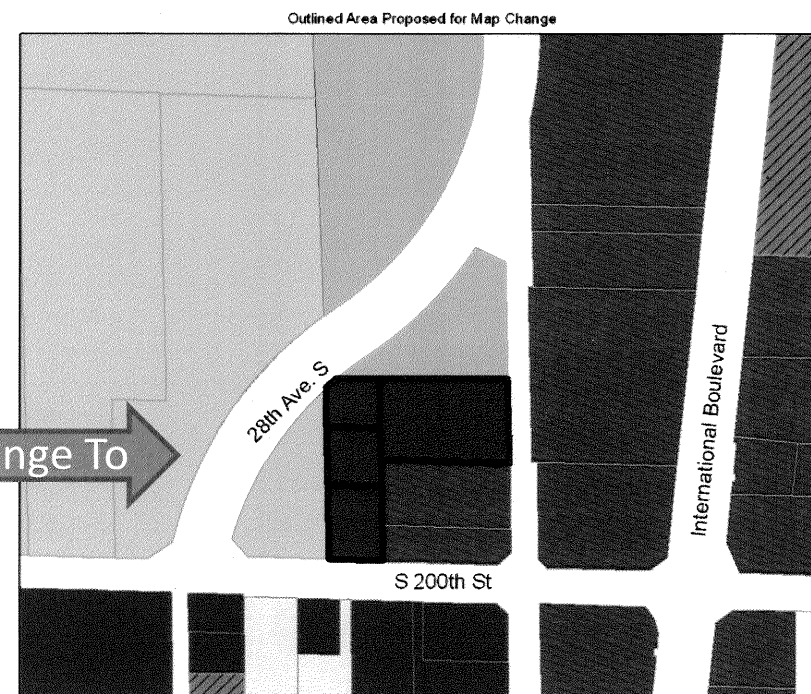 Outlined Area Proposed for Map Change
28th Ave. S
International Boulevard
nge To
S 200th St